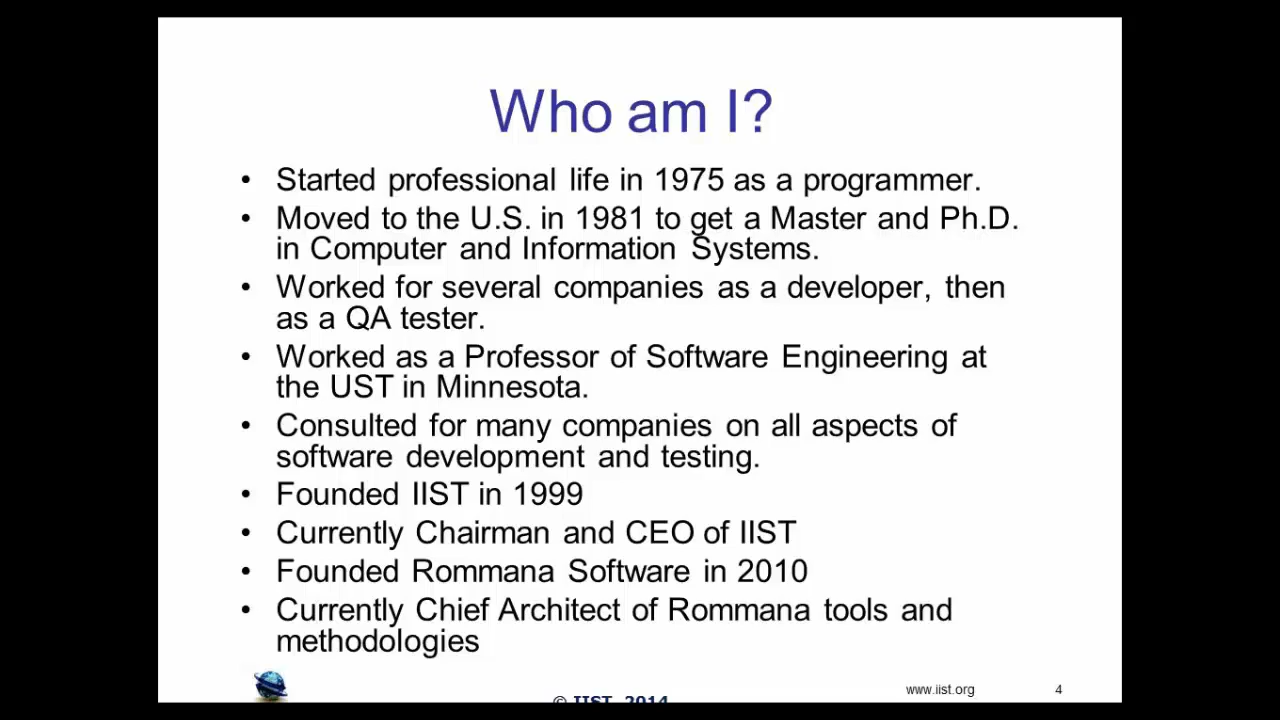 Who am I?
• Started professional life in 1975 as a programmer.
• Moved to the U.S. in 1981 to get a Master and Ph.D.
in Computer and Information Systems.
• Worked for several companies as a developer, then
as a QA tester.
• Worked as a Professor of Software Engineering at
the UST in Minnesota.
• Consulted for many companies on all aspects of
software development and testing.
• Founded IIST in 1999
• Currently Chairman and CEO of IIST
• Founded Rommana Software in 2010
• Currently Chief Architect of Rommana tools and
methodologies
© IIST, 2014
www.iist.org
4